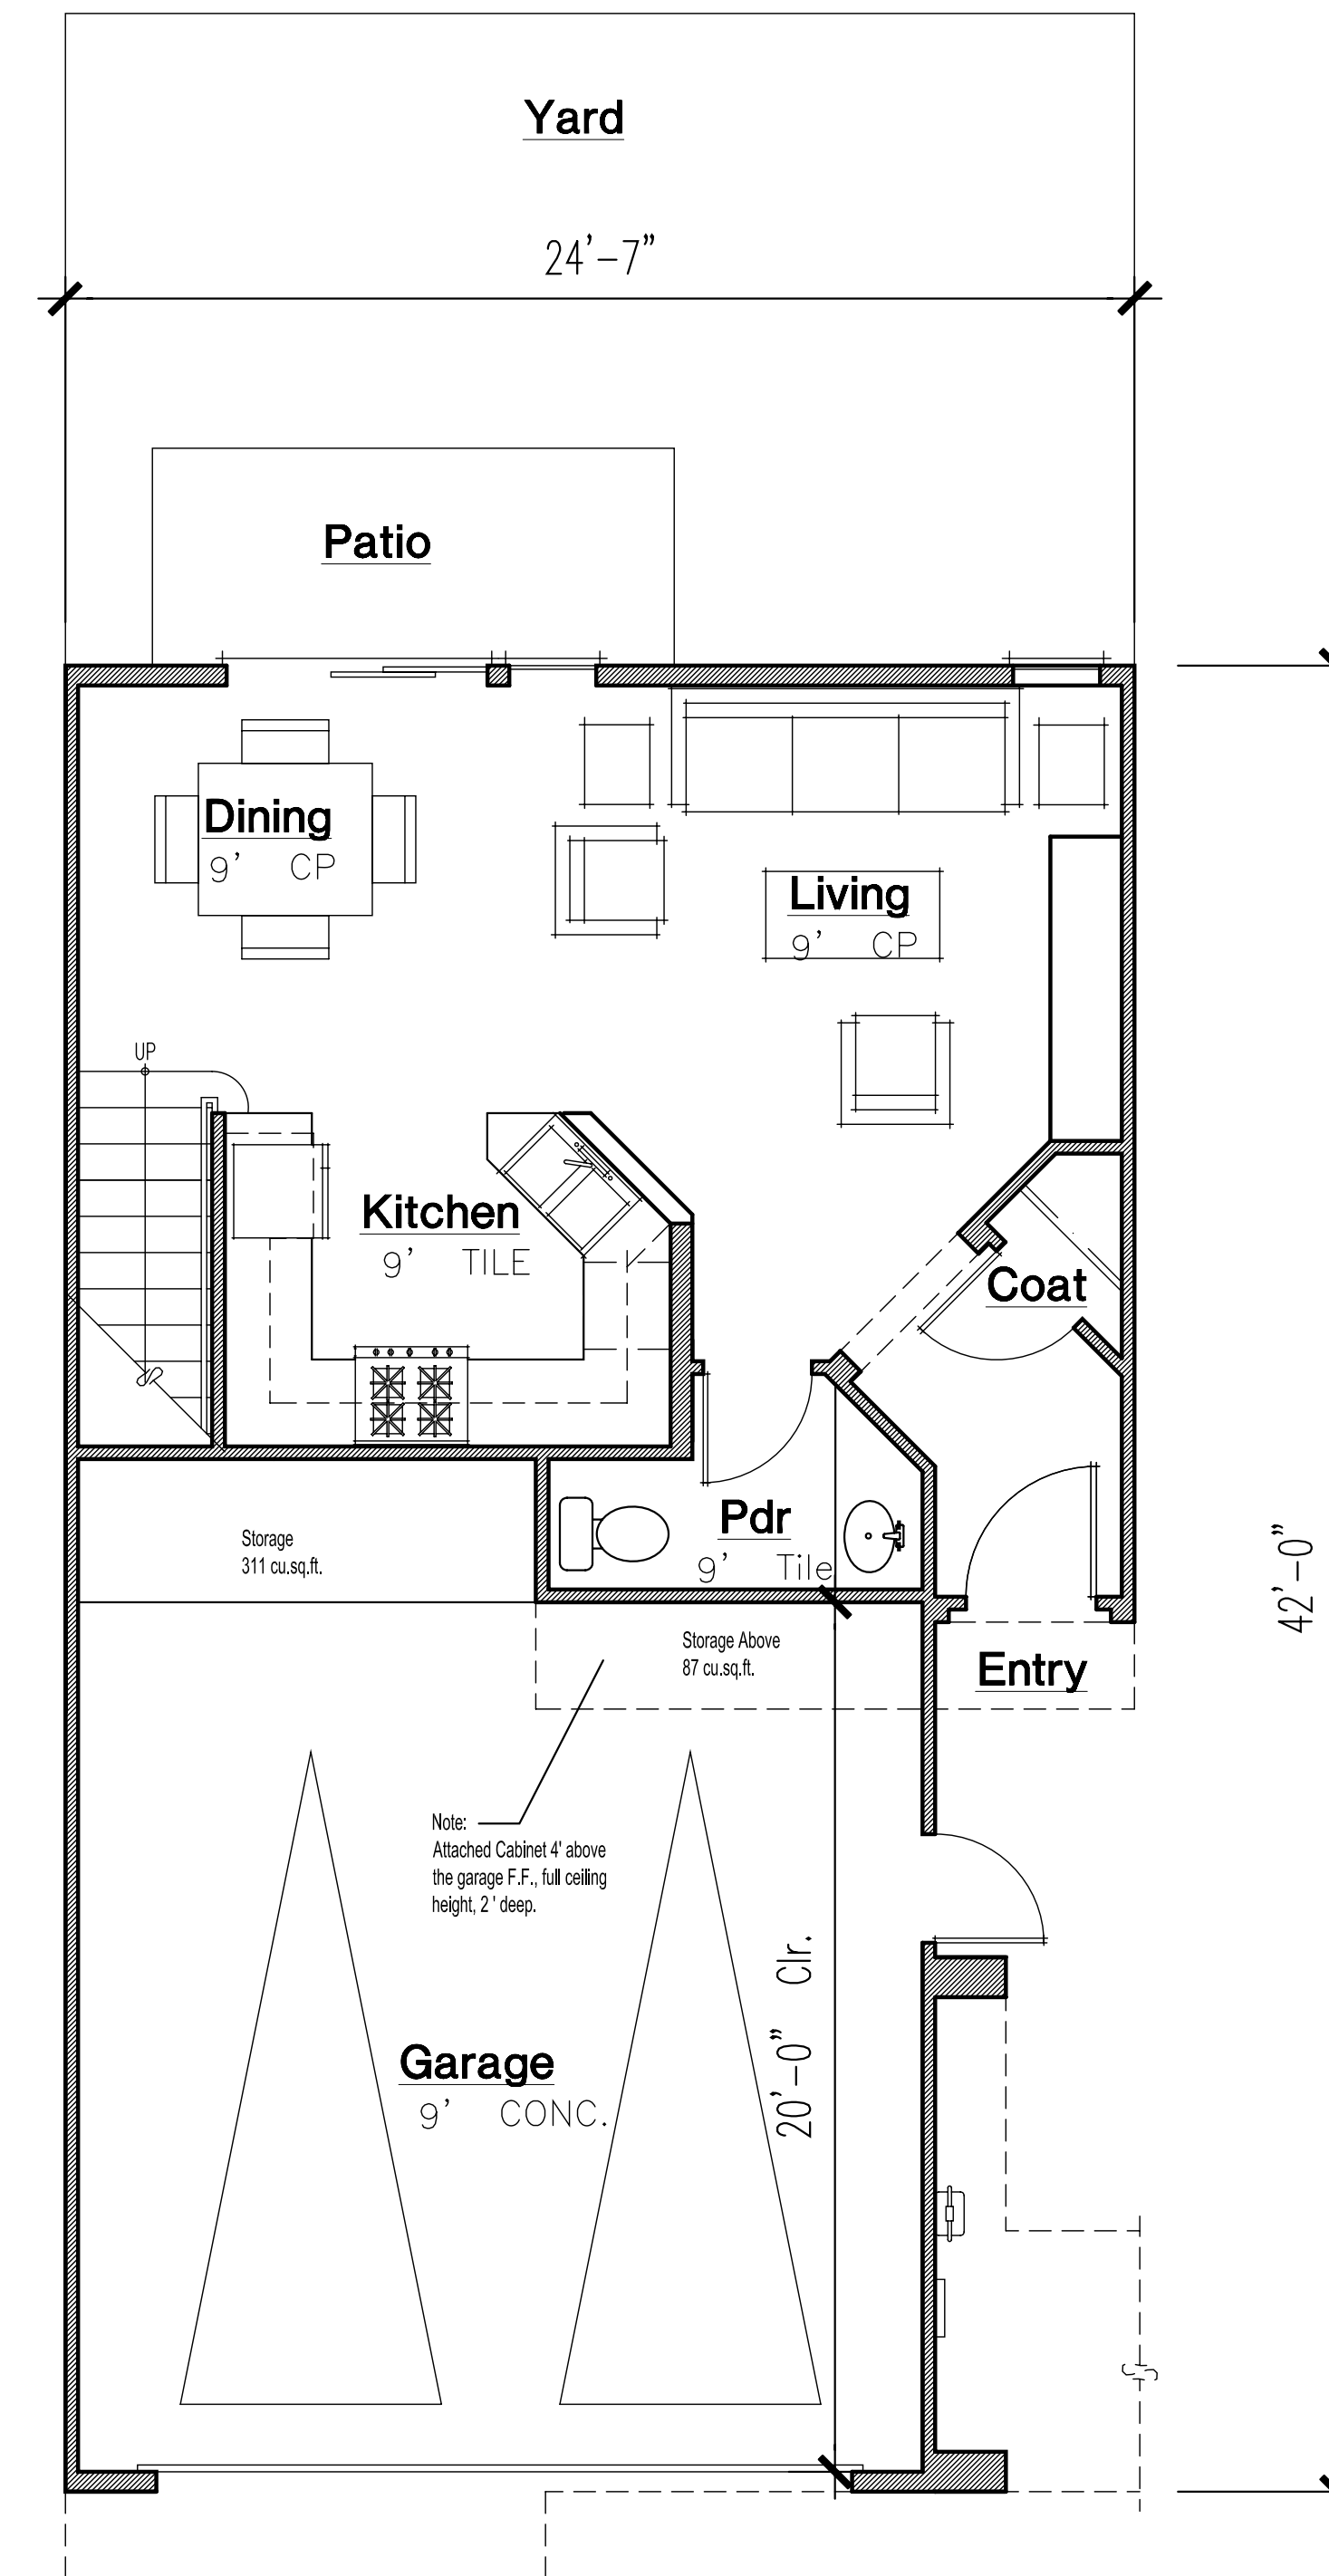 Yard
24'-7"
Patio
Dining
9' CP
Living
9' CP
UP
Kitchen
9' TILE
Coat
Pdr
9' Tile
Storage
311 cu.sq.ft.
42'-0"
Storage Above
87 cu.sq.ft.
Entry
Note:
Attached Cabinet 4' above
the garage F.F., full ceiling
height, 2 ' deep.
20'-0" Clr.
Garage
9' CONC.